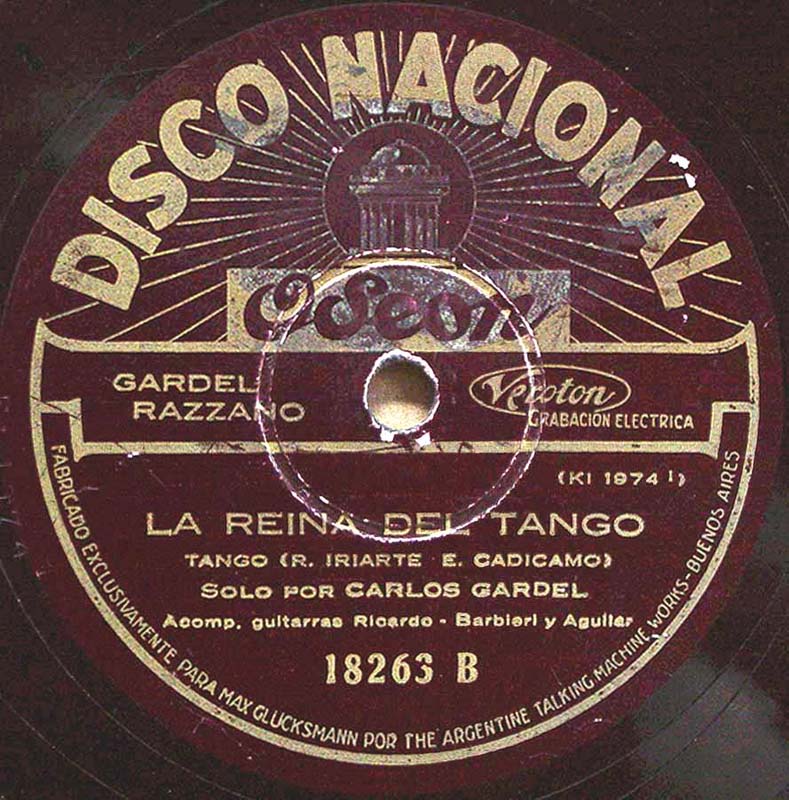 DISCO NACIONAL
Odeon
GARDEL
RAZZANO
Veroton
GRABACION ELECTRICA
(KI 1974 I)
LA REINA DEL TANGO
TANGO (R. IRIARTE E. CADICAMO)
SOLO POR CARLOS GARDEL
Acomp. guitarras Ricardo - Barbieri y Aguilar
18263 B
FABRICADO EXCLUSIVAMENTE PARA MAX GLUCKSMANN POR THE ARGENTINE TALKING MACHINE WORKS - BUENOS AIRES